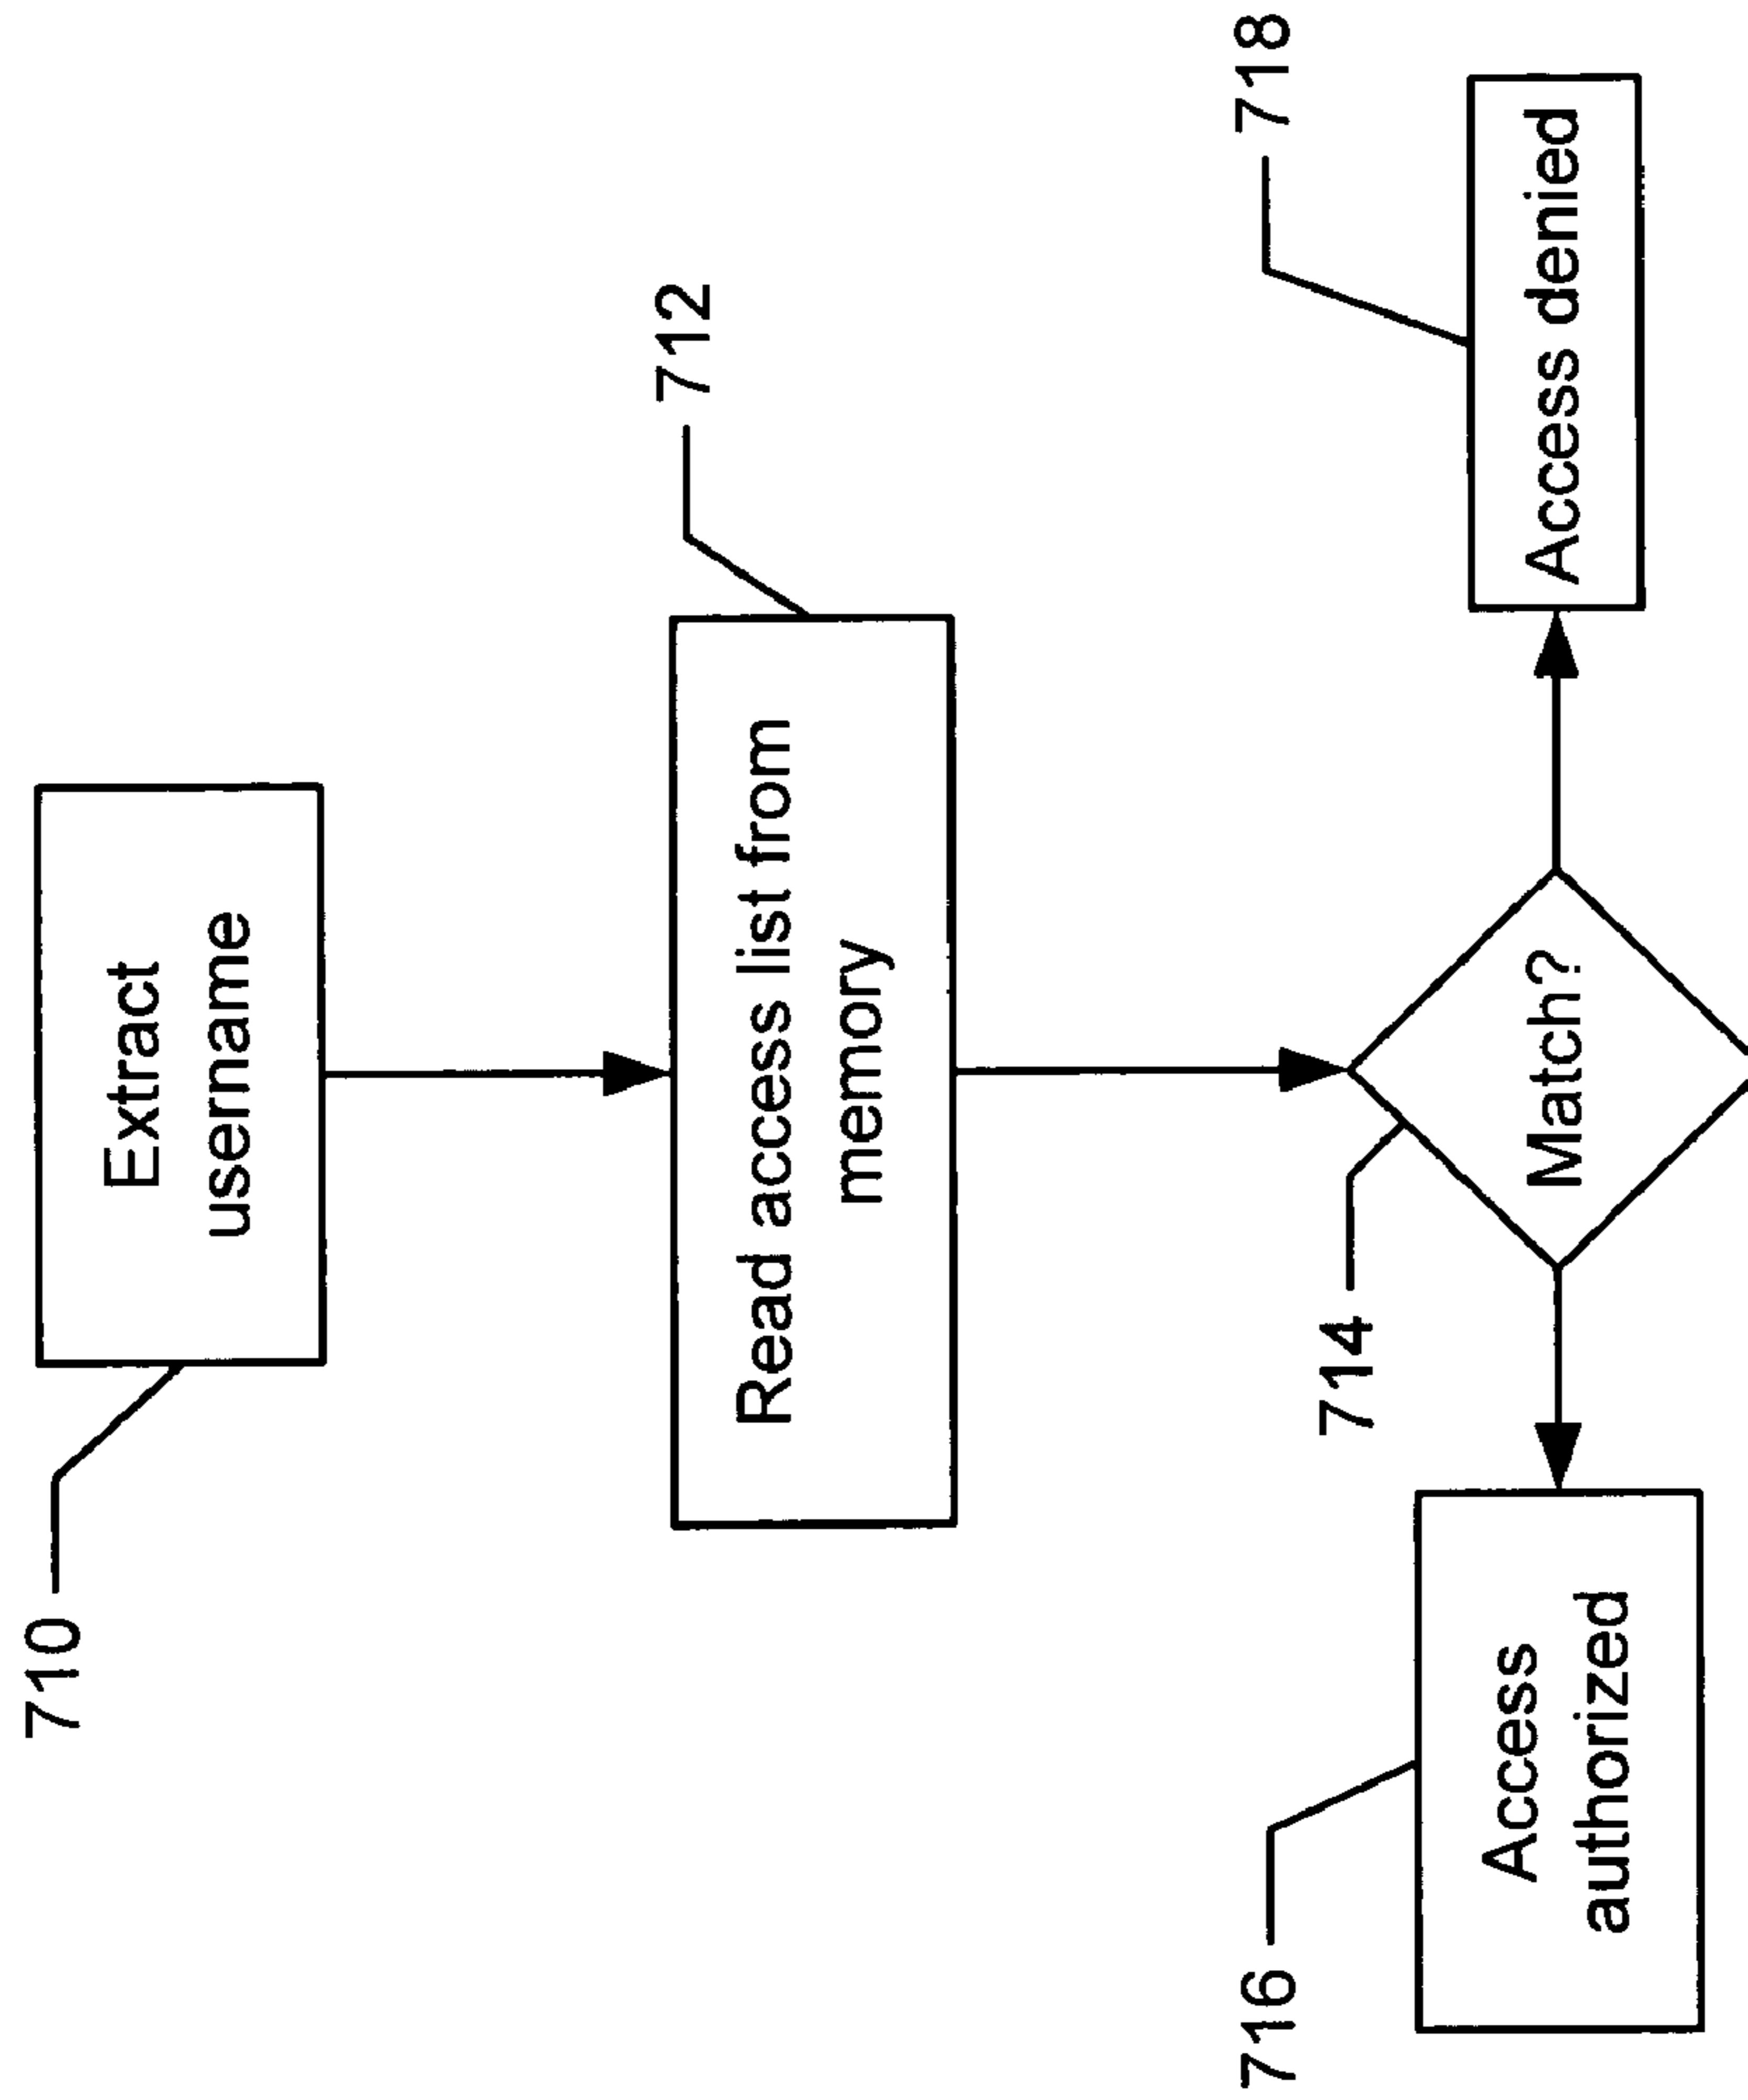 710
Extract
username
712
Read access list from
memory
714
Match?
716
Access
authorized
718
Access denied